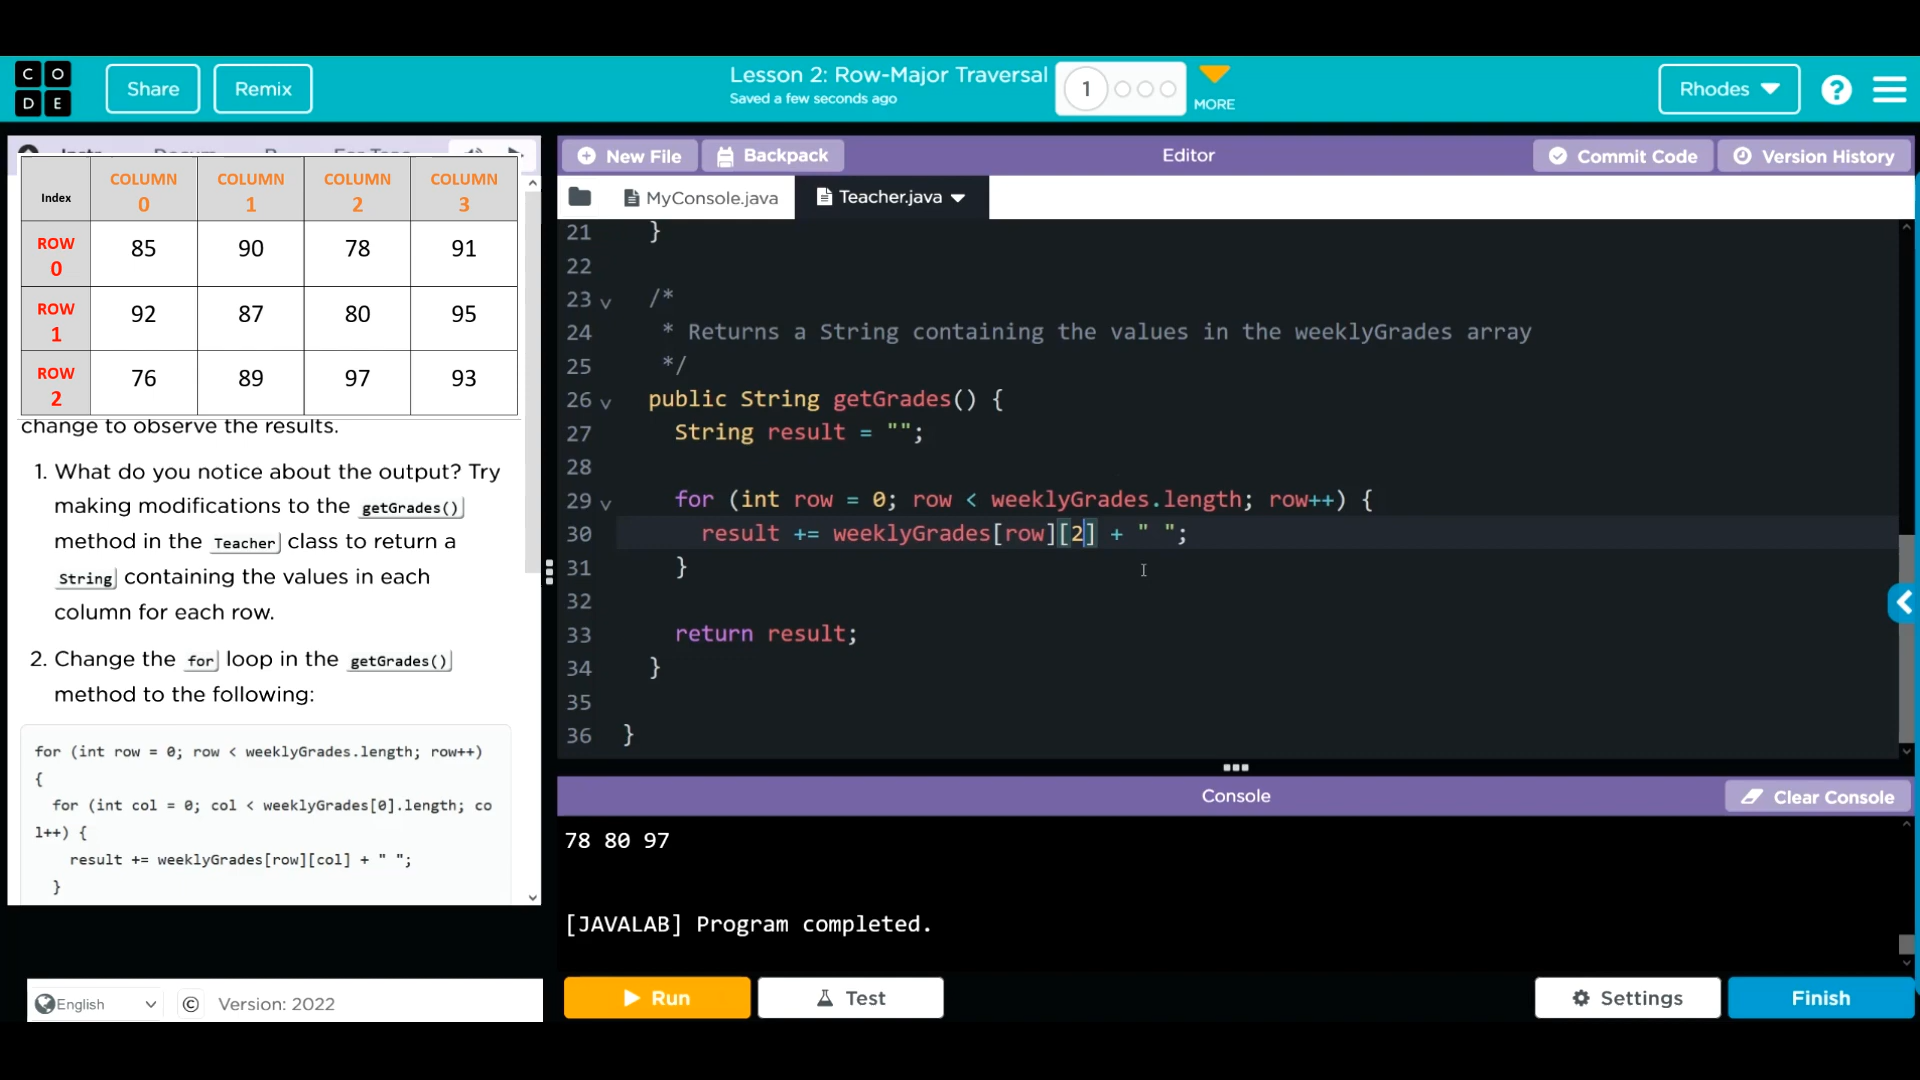 C O
D E
Share
Remix
Lesson 2: Row-Major Traversal
Saved a few seconds ago
1
MORE
Rhodes
?
Index
COLUMN 0
COLUMN 1
COLUMN 2
COLUMN 3
ROW 0
85 90 78 91
ROW 1
92 87 80 95
ROW 2
76 89 97 93
change to observe the results.
1. What do you notice about the output? Try
making modifications to the getGrades()
method in the Teacher class to return a
String containing the values in each
column for each row.
2. Change the for loop in the getGrades()
method to the following:
for (int row = 0; row < weeklyGrades.length; row++)
{
for (int col = 0; col < weeklyGrades[0].length; co
l++) {
result += weeklyGrades[row][col] + " ";
}
English
©
Version: 2022
New File
Backpack
Editor
Commit Code
Version History
MyConsole.java
Teacher.java
21 }
22
23 /*
24 * Returns a String containing the values in the weeklyGrades array
25 */
26 public String getGrades() {
27 String result = "";
28
29 for (int row = 0; row < weeklyGrades.length; row++) {
30 result += weeklyGrades[row][2] + " ";
31 }
32
33 return result;
34 }
35
36 }
Console
Clear Console
78 80 97
[JAVALAB] Program completed.
Run
Test
Settings
Finish